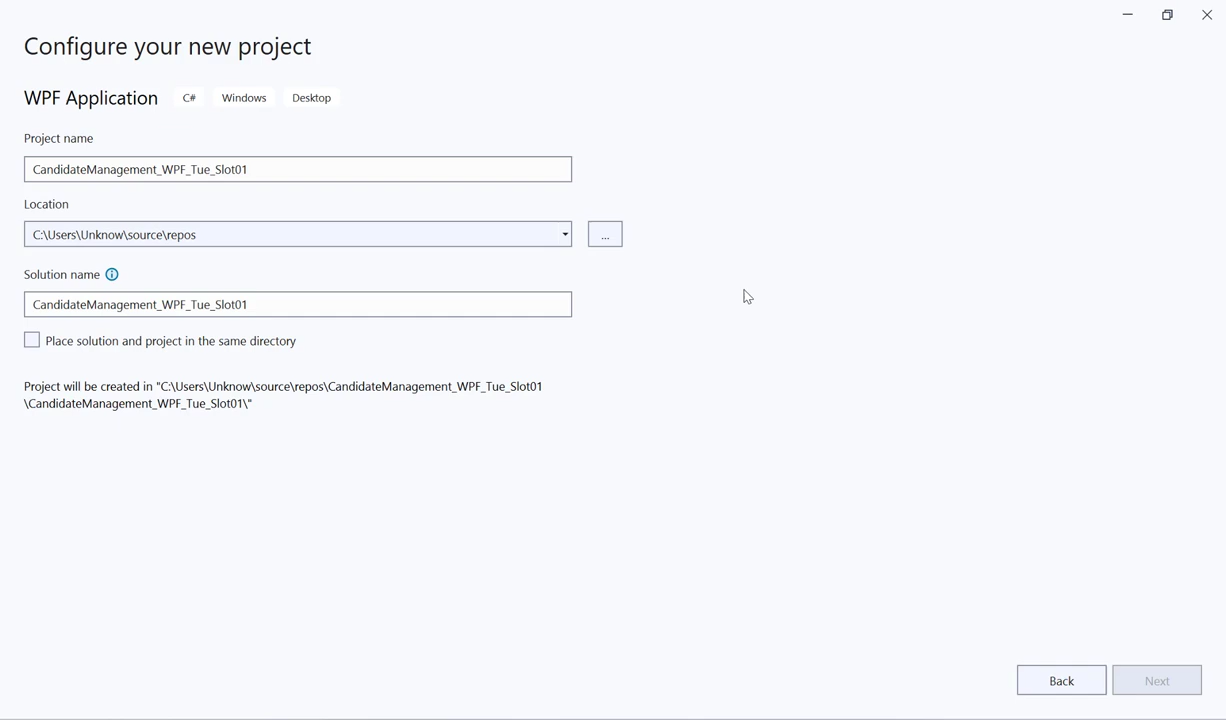 Configure your new project
WPF Application C# Windows Desktop
Project name
CandidateManagement_WPF_Tue_Slot01
Location
C:\Users\Unknow\source\repos
...
Solution name
CandidateManagement_WPF_Tue_Slot01
Place solution and project in the same directory
Project will be created in "C:\Users\Unknow\source\repos\CandidateManagement_WPF_Tue_Slot01
\CandidateManagement_WPF_Tue_Slot01\"
Back Next